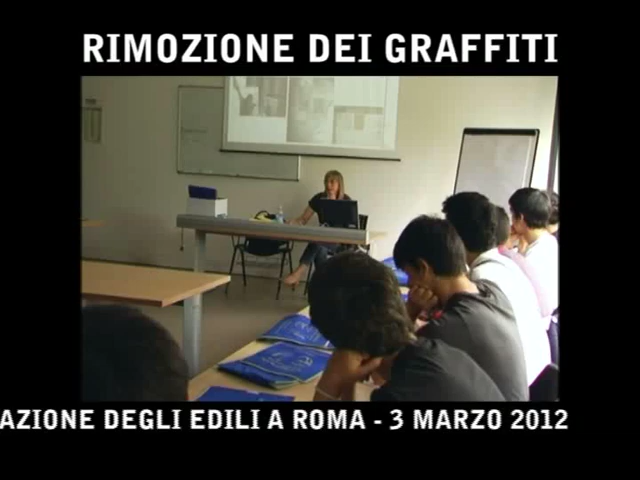 RIMOZIONE DEI GRAFFITI
AZIONE DEGLI EDILI A ROMA - 3 MARZO 2012